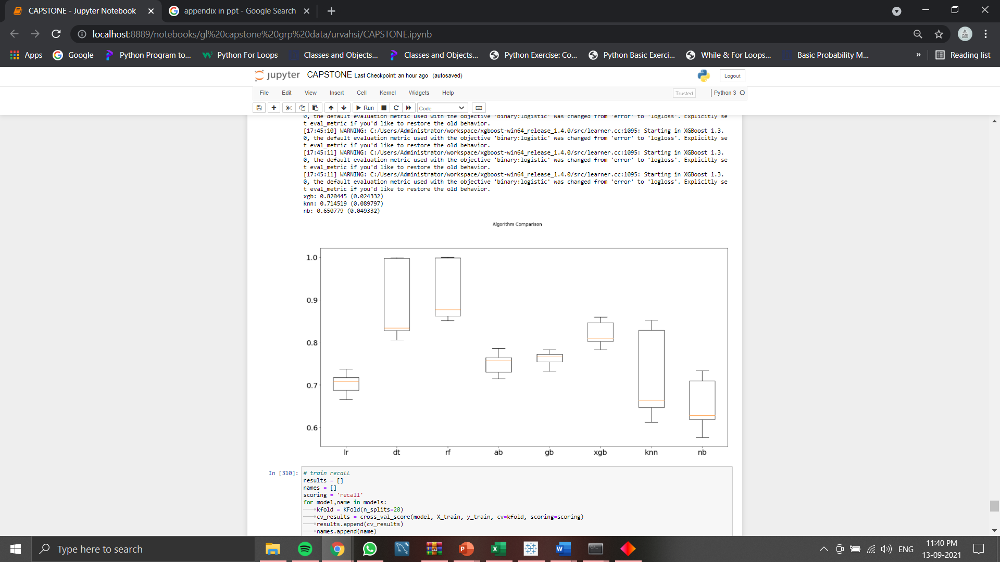 CAPSTONE - Jupyter Notebook
appendix in ppt - Google Search
localhost:8889/notebooks/gl%20capstone%20grp%20data/urvahsi/CAPSTONE.ipynb
Apps Google Python Program to... Python For Loops Classes and Objects... Classes and Objects... Python Exercise: Co... Python Basic Exerci... While & For Loops... Basic Probability M... » Reading list
jupyter CAPSTONE Last Checkpoint: an hour ago (autosaved) Logout
File Edit View Insert Cell Kernel Widgets Help Trusted Python 3
Run Code
0, the default evaluation metric used with the objective 'binary:logistic' was changed from 'error' to 'logloss'. Explicitly se
t eval_metric if you'd like to restore the old behavior.
[17:45:10] WARNING: C:/Users/Administrator/workspace/xgboost-win64_release_1.4.0/src/learner.cc:1095: Starting in XGBoost 1.3.
0, the default evaluation metric used with the objective 'binary:logistic' was changed from 'error' to 'logloss'. Explicitly se
t eval_metric if you'd like to restore the old behavior.
[17:45:11] WARNING: C:/Users/Administrator/workspace/xgboost-win64_release_1.4.0/src/learner.cc:1095: Starting in XGBoost 1.3.
0, the default evaluation metric used with the objective 'binary:logistic' was changed from 'error' to 'logloss'. Explicitly se
t eval_metric if you'd like to restore the old behavior.
[17:45:11] WARNING: C:/Users/Administrator/workspace/xgboost-win64_release_1.4.0/src/learner.cc:1095: Starting in XGBoost 1.3.
0, the default evaluation metric used with the objective 'binary:logistic' was changed from 'error' to 'logloss'. Explicitly se
t eval_metric if you'd like to restore the old behavior.
xgb: 0.820445 (0.024332)
knn: 0.714519 (0.089797)
nb: 0.650779 (0.049332)
Algorithm Comparison
1.0
0.9
0.8
0.7
0.6
lr dt rf ab gb xgb knn nb
In [310]: # train recall
results = []
names = []
scoring = 'recall'
for model,name in models:
kfold = KFold(n_splits=20)
cv_results = cross_val_score(model, X_train, y_train, cv=kfold, scoring=scoring)
results.append(cv_results)
names.append(name)
Type here to search
ENG
11:40 PM
13-09-2021